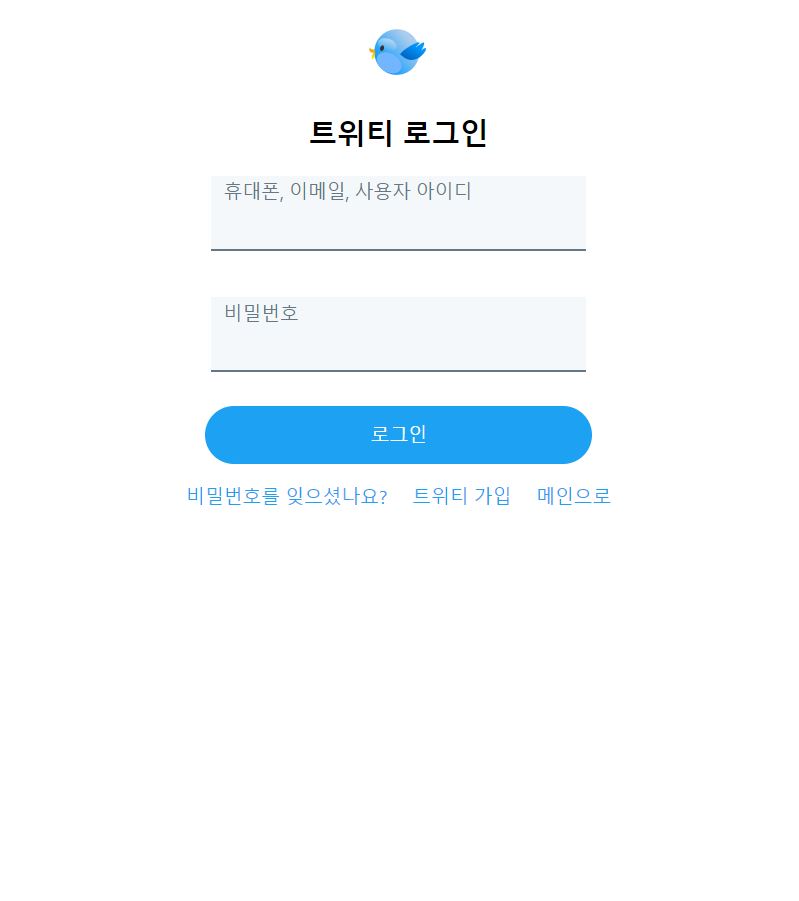 트위티 로그인
휴대폰, 이메일, 사용자 아이디
비밀번호
로그인
비밀번호를 잊으셨나요? 트위티 가입 메인으로